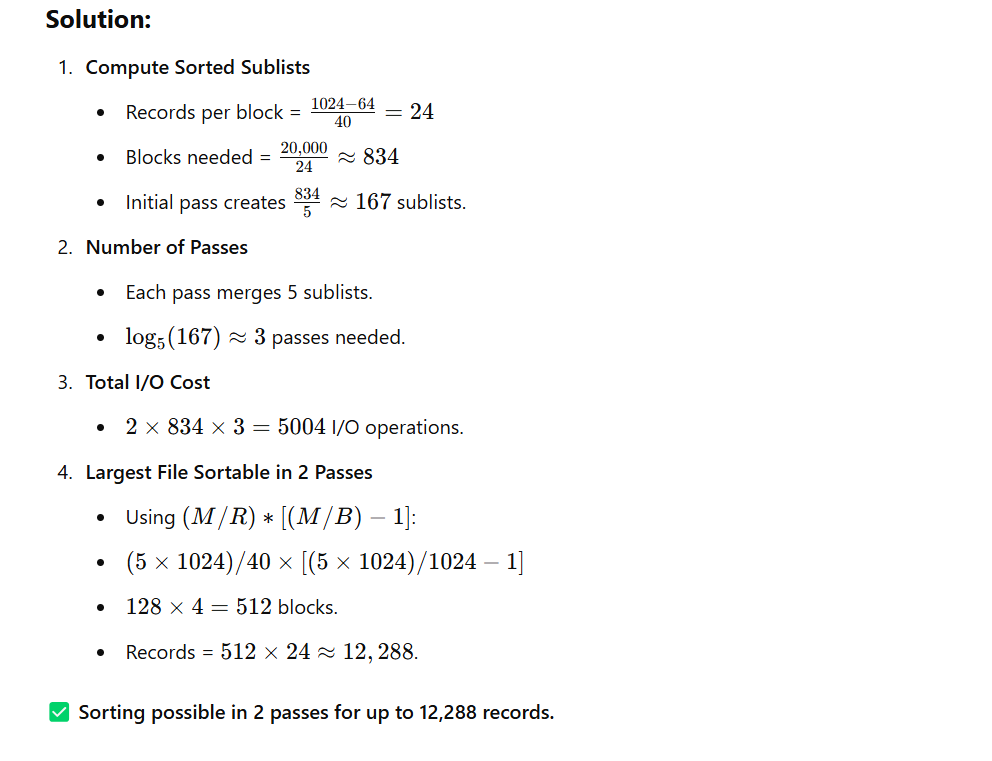 Solution:
1. Compute Sorted Sublists
• Records per block = \frac{1024-64}{40} = 24
• Blocks needed = \frac{20,000}{24} ≈ 834
• Initial pass creates \frac{834}{5} ≈ 167 sublists.
2. Number of Passes
• Each pass merges 5 sublists.
• log₅(167) ≈ 3 passes needed.
3. Total I/O Cost
• 2 × 834 × 3 = 5004 I/O operations.
4. Largest File Sortable in 2 Passes
• Using (M/R) ∗ [(M/B) − 1]:
• (5 × 1024)/40 × [(5 × 1024)/1024 − 1]
• 128 × 4 = 512 blocks.
• Records = 512 × 24 ≈ 12,288.
✅ Sorting possible in 2 passes for up to 12,288 records.